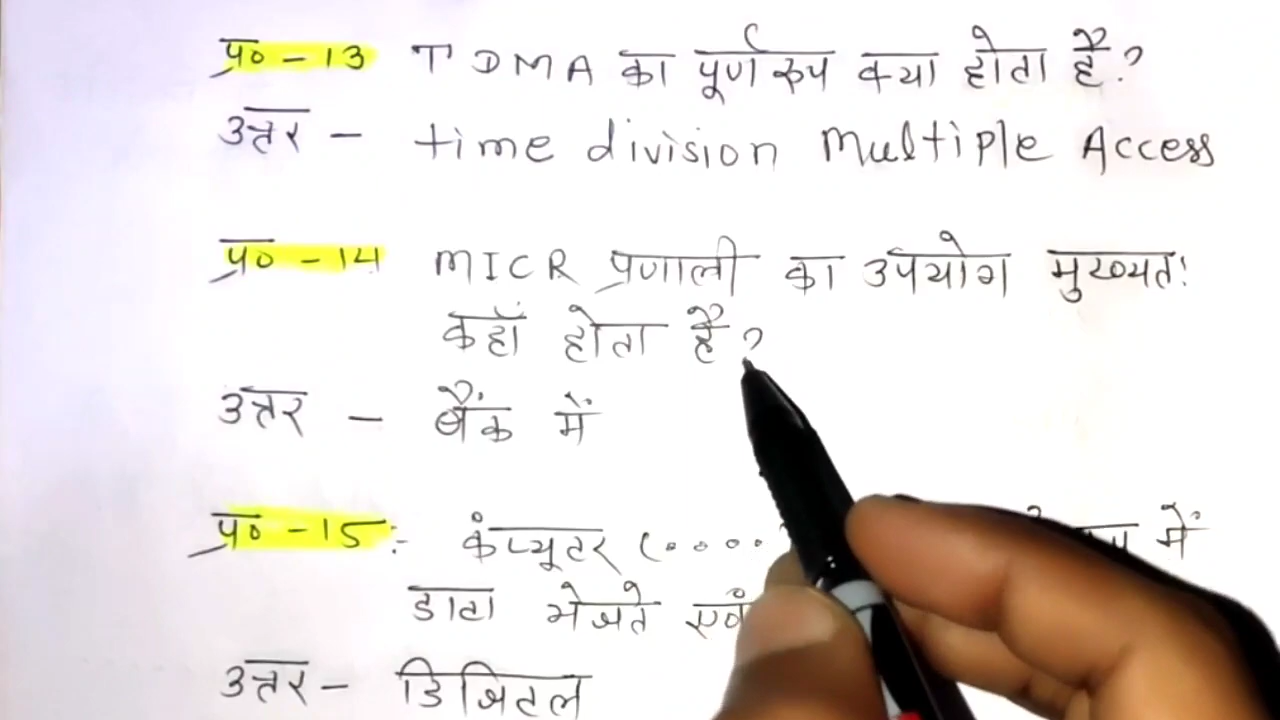 प्र० - 13 TDMA का पूर्ण रूप क्या होता है?
उत्तर - time division Multiple Access
प्र० - 14 MICR प्रणाली का उपयोग मुख्यतः
कहाँ होता है?
उत्तर - बैंक में
प्र० - 15:- कंप्यूटर (.... में
डाटा भेजते एवं
उत्तर - डिजिटल